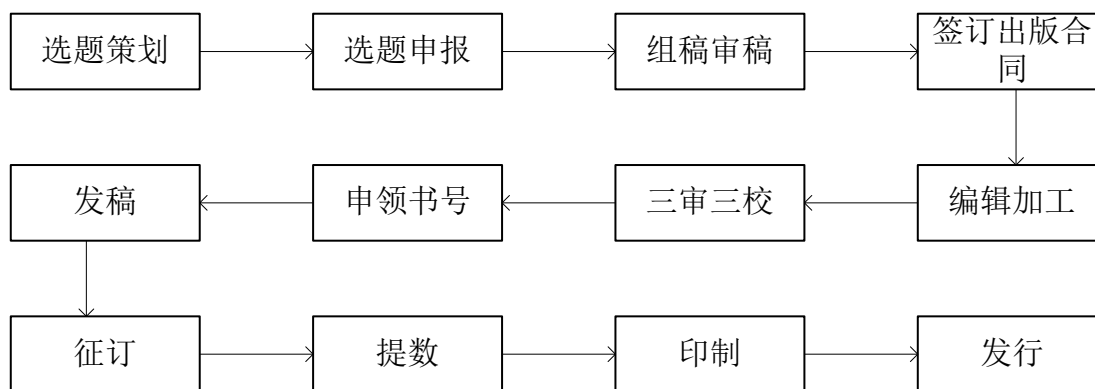 选题策划
选题申报
组稿审稿
签订出版合
同
编辑加工
三审三校
申领书号
发稿
征订
提数
印制
发行